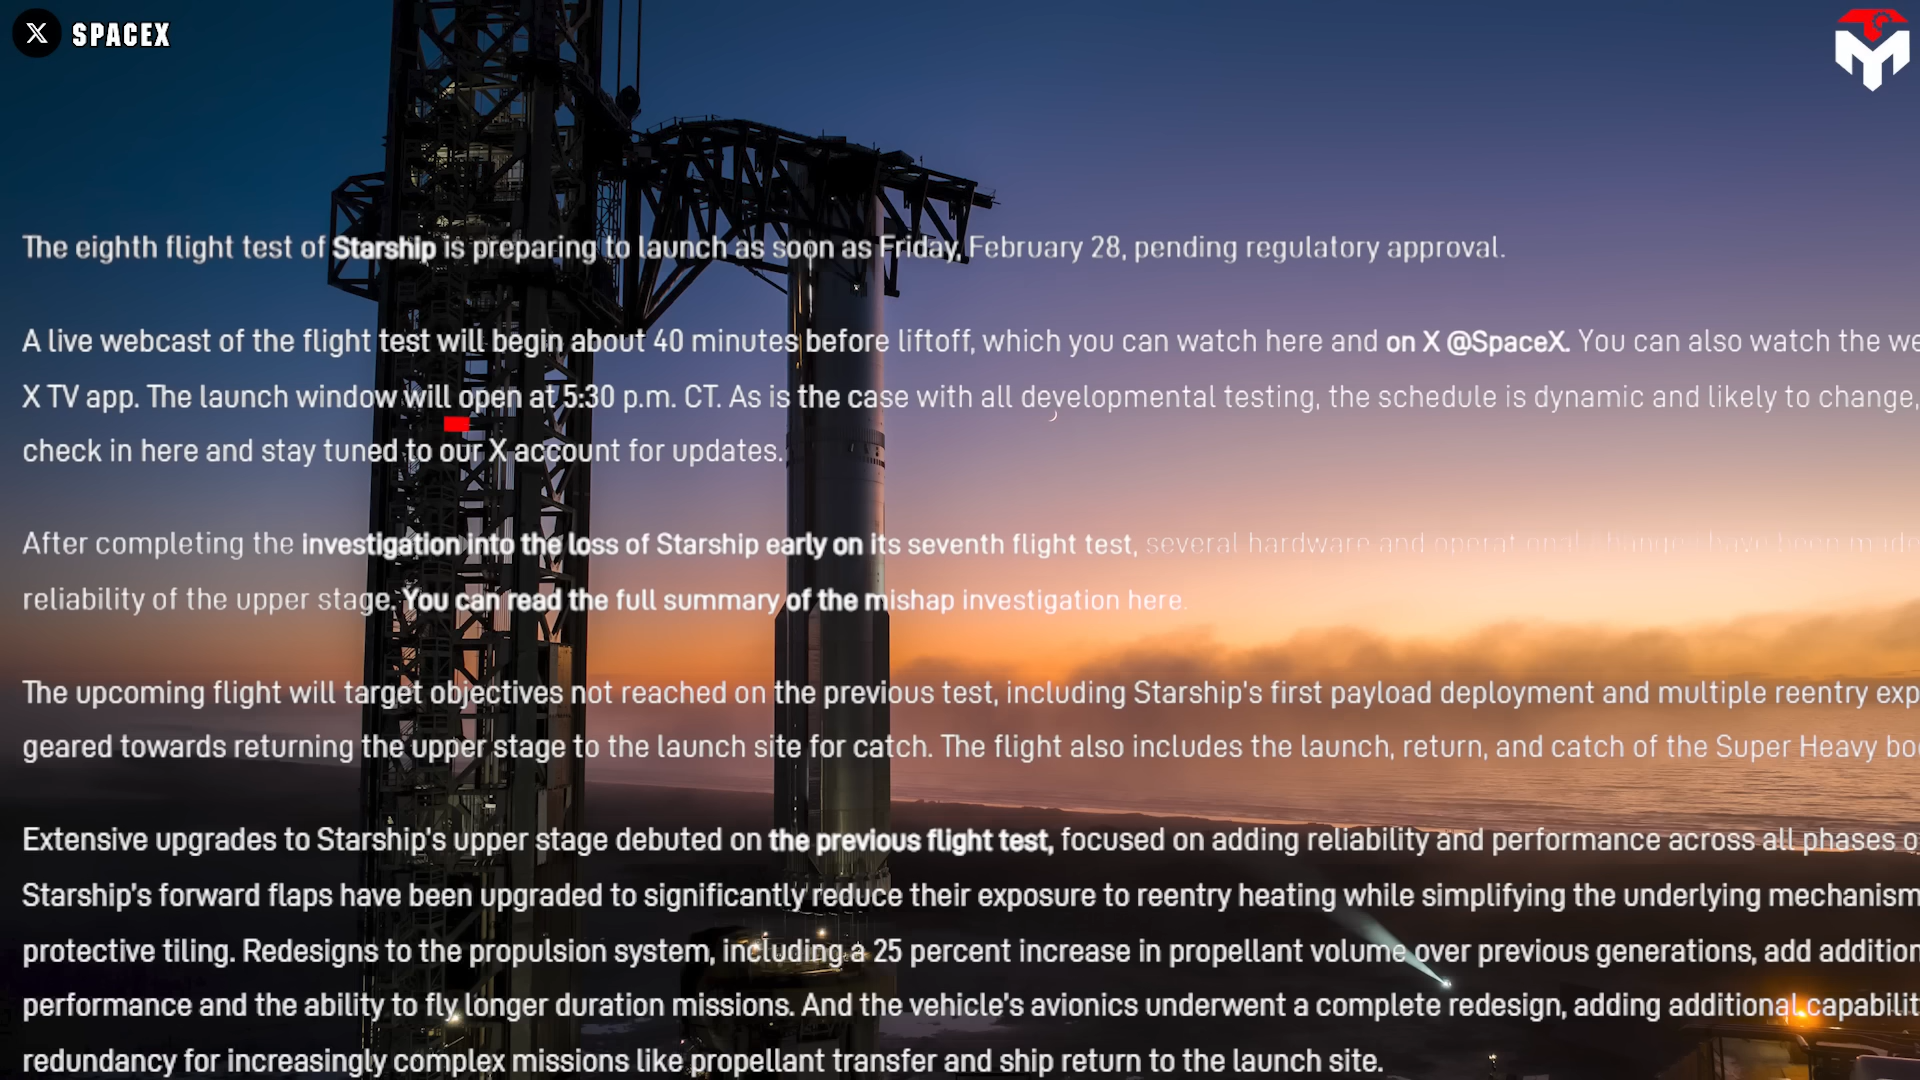 X SPACEX
The eighth flight test of Starship is preparing to launch as soon as Friday, February 28, pending regulatory approval.
A live webcast of the flight test will begin about 40 minutes before liftoff, which you can watch here and on X @SpaceX. You can also watch the we
X TV app. The launch window will open at 5:30 p.m. CT. As is the case with all developmental testing, the schedule is dynamic and likely to change,
check in here and stay tuned to our X account for updates.
After completing the investigation into the loss of Starship early on its seventh flight test, several hardware and operational changes have been made
reliability of the upper stage. You can read the full summary of the mishap investigation here.
The upcoming flight will target objectives not reached on the previous test, including Starship's first payload deployment and multiple reentry exp
geared towards returning the upper stage to the launch site for catch. The flight also includes the launch, return, and catch of the Super Heavy bo
Extensive upgrades to Starship's upper stage debuted on the previous flight test, focused on adding reliability and performance across all phases o
Starship's forward flaps have been upgraded to significantly reduce their exposure to reentry heating while simplifying the underlying mechanism
protective tiling. Redesigns to the propulsion system, including a 25 percent increase in propellant volume over previous generations, add addition
performance and the ability to fly longer duration missions. And the vehicle's avionics underwent a complete redesign, adding additional capabilit
redundancy for increasingly complex missions like propellant transfer and ship return to the launch site.